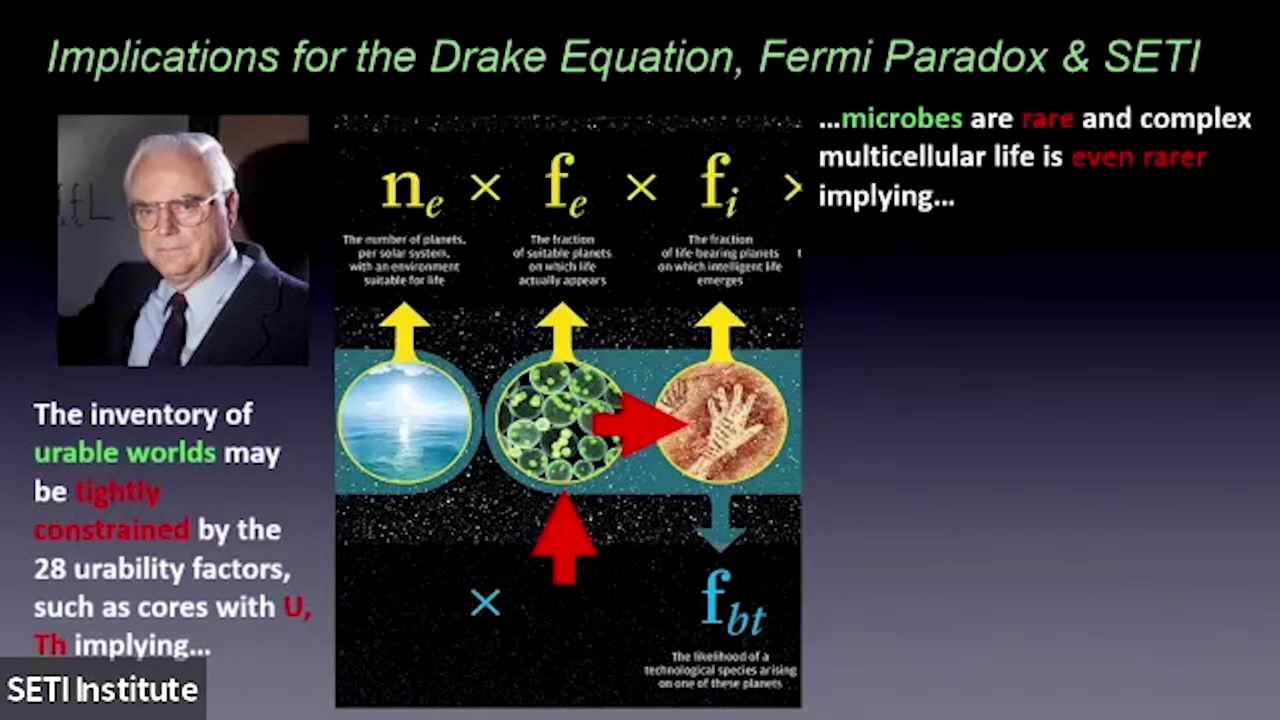 Implications for the Drake Equation, Fermi Paradox & SETI
…microbes are rare and complex
multicellular life is even rarer
implying…
n_e × f_e × f_i ×
The number of planets,
per solar system,
with an environment
suitable for life
The fraction
of suitable planets
on which life
actually appears
The fraction
of life-bearing planets
on which intelligent life
emerges
The inventory of
urable worlds may
be tightly
constrained by the
28 urability factors,
such as cores with U,
Th implying…
× f_bt
The likelihood of a
technological species arising
on one of these planets
SETI Institute